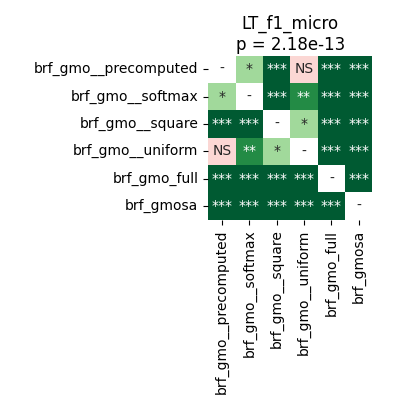 LT_f1_micro
p = 2.18e-13
brf_gmo__precomputed - * *** NS *** ***
brf_gmo__softmax * - *** ** *** ***
brf_gmo__square *** *** - * *** ***
brf_gmo__uniform NS ** * - *** ***
brf_gmo_full *** *** *** *** - ***
brf_gmosa *** *** *** *** *** -
brf_gmo__precomputed
brf_gmo__softmax
brf_gmo__square
brf_gmo__uniform
brf_gmo_full
brf_gmosa